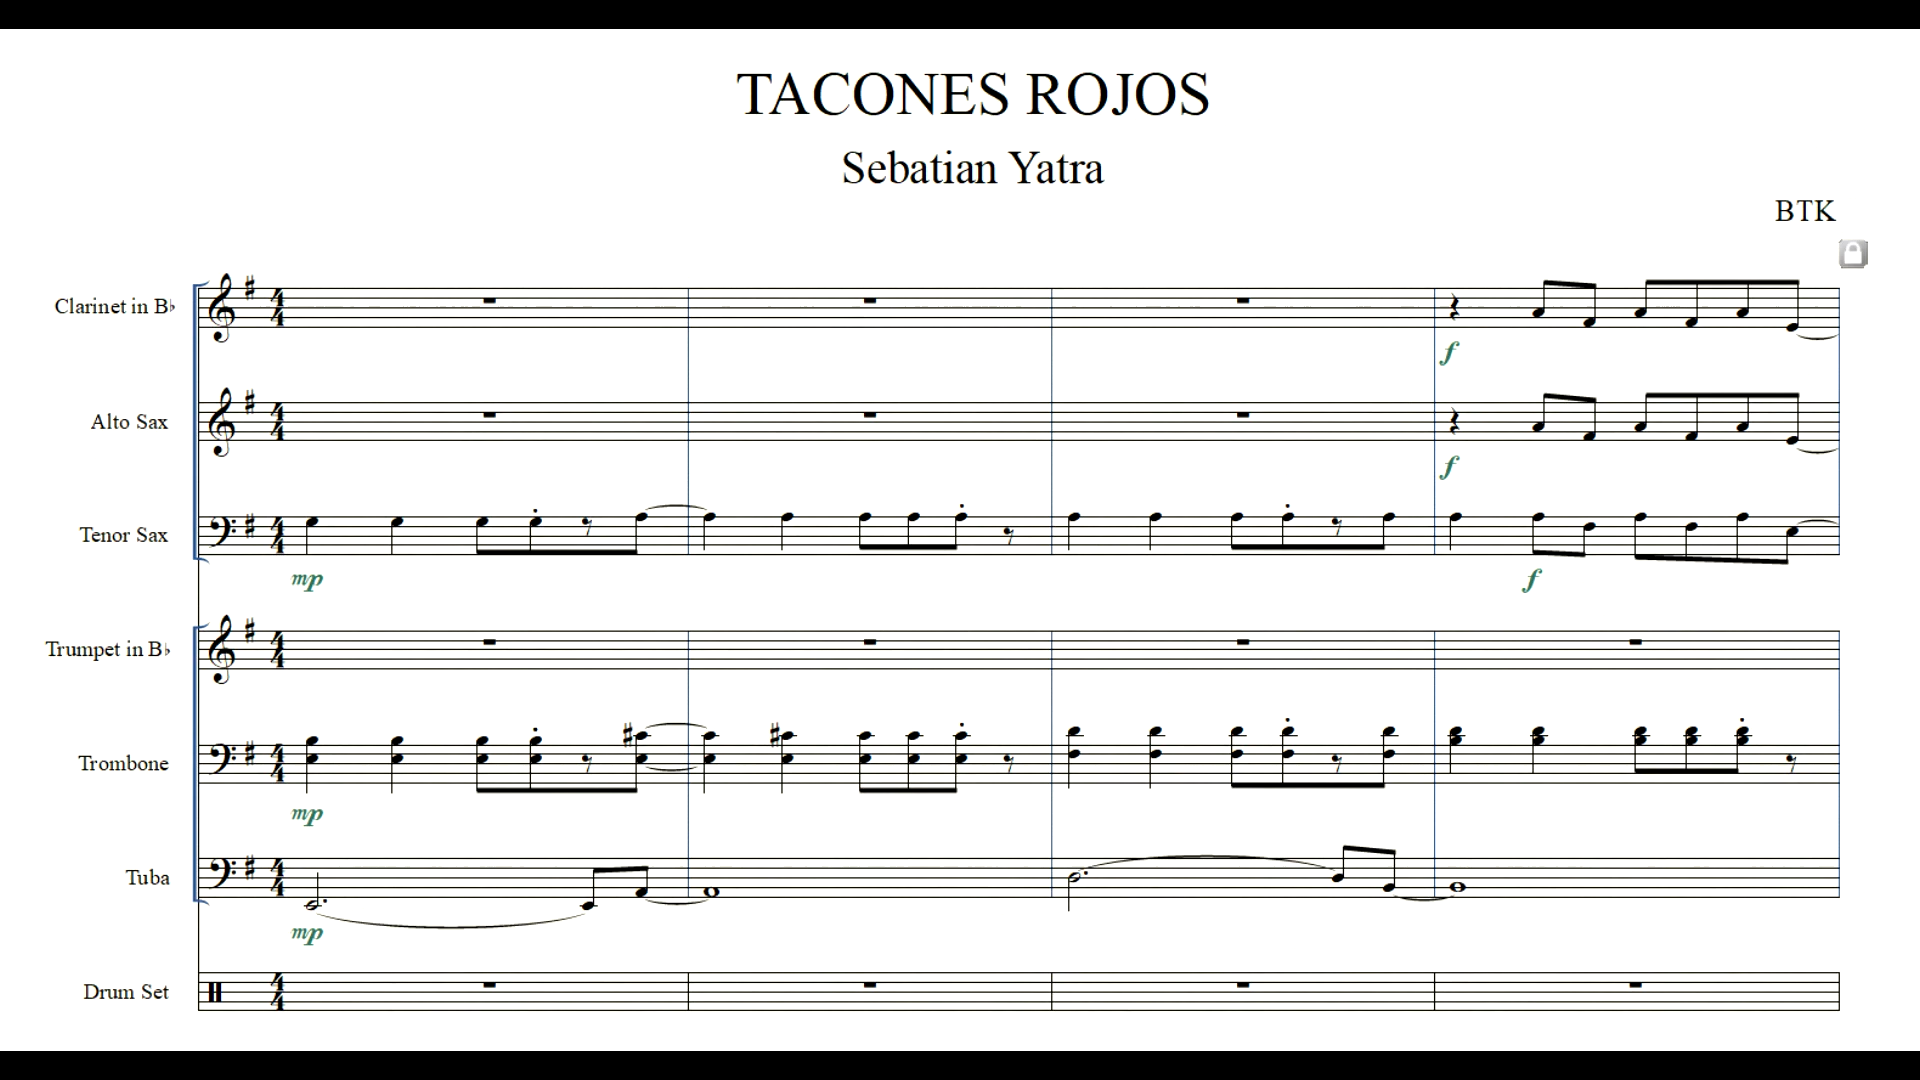 TACONES ROJOS
Sebatian Yatra
BTK
Clarinet in B♭
f
Alto Sax
f
Tenor Sax
mp
f
Trumpet in B♭
Trombone
mp
Tuba
mp
Drum Set